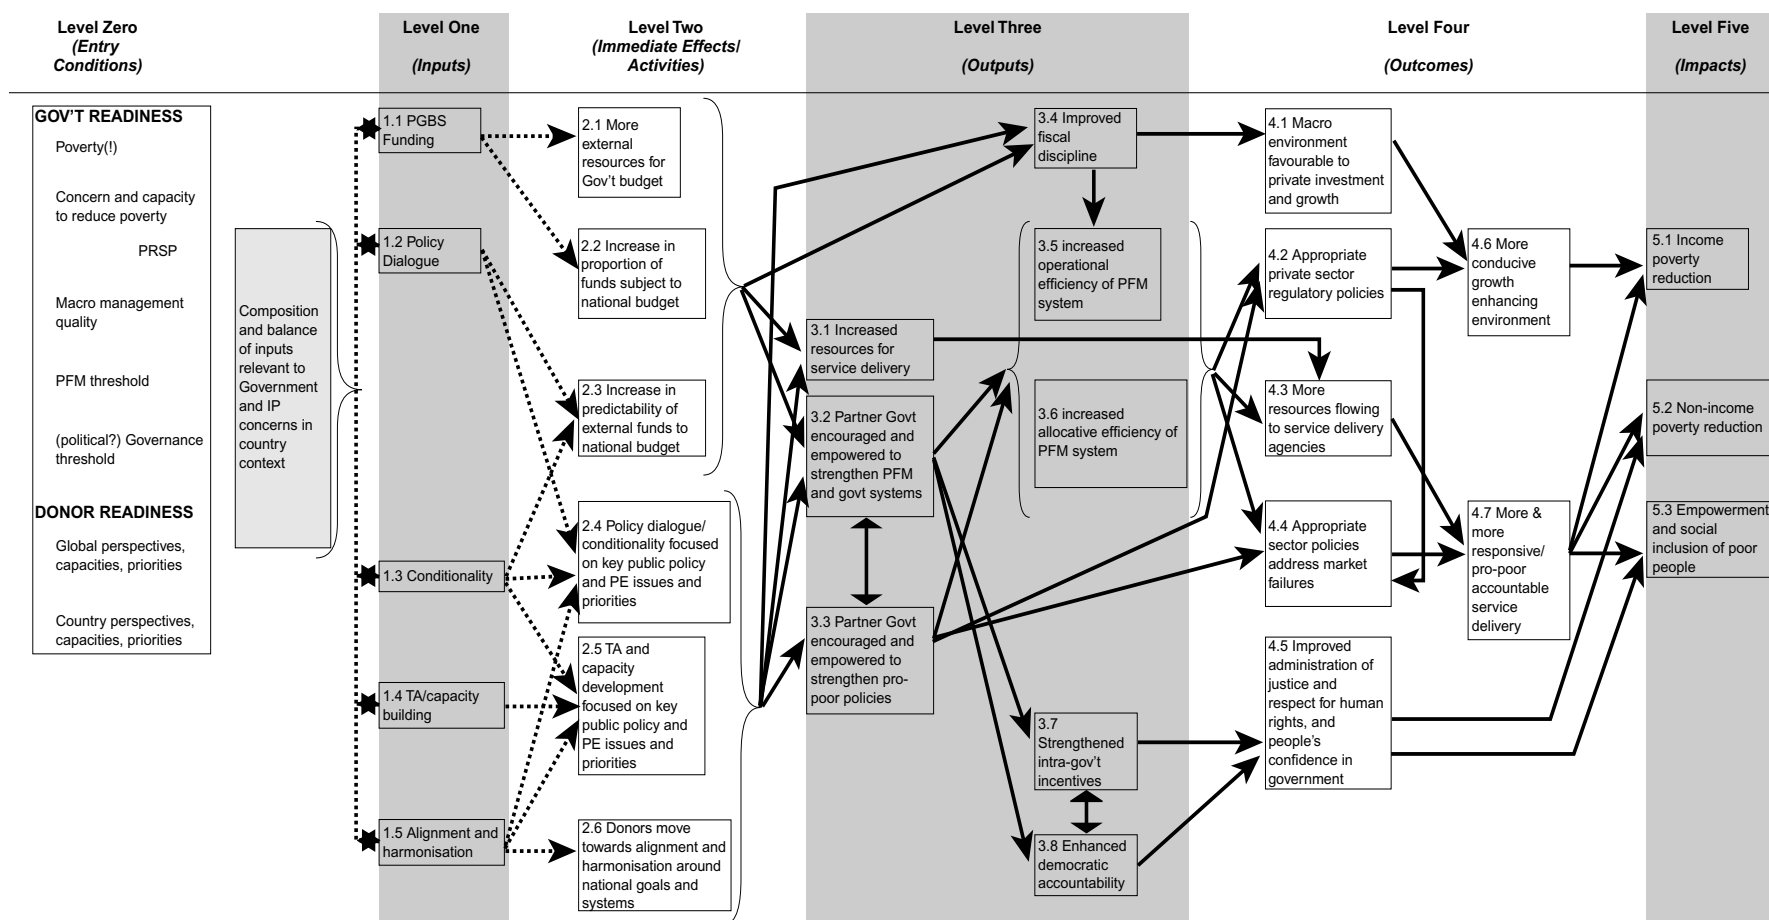 Level Zero
(Entry
Conditions)
Level One
(Inputs)
Level Two
(Immediate Effects/
Activities)
Level Three
(Outputs)
Level Four
(Outcomes)
Level Five
(Impacts)
GOV'T READINESS
Poverty(!)
Concern and capacity
to reduce poverty
PRSP
Macro management
quality
PFM threshold
(political?) Governance
threshold
DONOR READINESS
Global perspectives,
capacities, priorities
Country perspectives,
capacities, priorities
Composition
and balance
of inputs
relevant to
Government
and IP
concerns in
country
context
1.1 PGBS
Funding
1.2 Policy
Dialogue
1.3 Conditionality
1.4 TA/capacity
building
1.5 Alignment and
harmonisation
2.1 More
external
resources for
Gov't budget
2.2 Increase in
proportion of
funds subject to
national budget
2.3 Increase in
predictability of
external funds to
national budget
2.4 Policy dialogue/
conditionality focused
on key public policy
and PE issues and
priorities
2.5 TA and
capacity
development
focused on key
public policy and
PE issues and
priorities
2.6 Donors move
towards alignment and
harmonisation around
national goals and
systems
3.1 Increased
resources for
service delivery
3.2 Partner Govt
encouraged and
empowered to
strengthen PFM
and govt systems
3.3 Partner Govt
encouraged and
empowered to
strengthen pro-
poor policies
3.4 Improved
fiscal
discipline
3.5 increased
operational
efficiency of PFM
system
3.6 increased
allocative efficiency of
PFM system
3.7
Strengthened
intra-gov't
incentives
3.8 Enhanced
democratic
accountability
4.1 Macro
environment
favourable to
private investment
and growth
4.2 Appropriate
private sector
regulatory policies
4.3 More
resources flowing
to service delivery
agencies
4.4 Appropriate
sector policies
address market
failures
4.5 Improved
administration of
justice and
respect for human
rights, and
people's
confidence in
government
4.6 More
conducive
growth
enhancing
environment
4.7 More &
more
responsive/
pro-poor
accountable
service
delivery
5.1 Income
poverty
reduction
5.2 Non-income
poverty reduction
5.3 Empowerment
and social
inclusion of poor
people